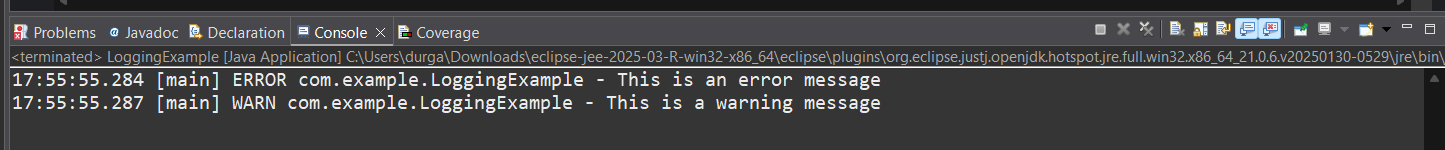 Problems @ Javadoc Declaration Console Coverage
<terminated> LoggingExample [Java Application] C:\Users\durga\Downloads\eclipse-jee-2025-03-R-win32-x86_64\eclipse\plugins\org.eclipse.justj.openjdk.hotspot.jre.full.win32.x86_64_21.0.6.v20250130-0529\jre\bin\
17:55:55.284 [main] ERROR com.example.LoggingExample - This is an error message
17:55:55.287 [main] WARN com.example.LoggingExample - This is a warning message